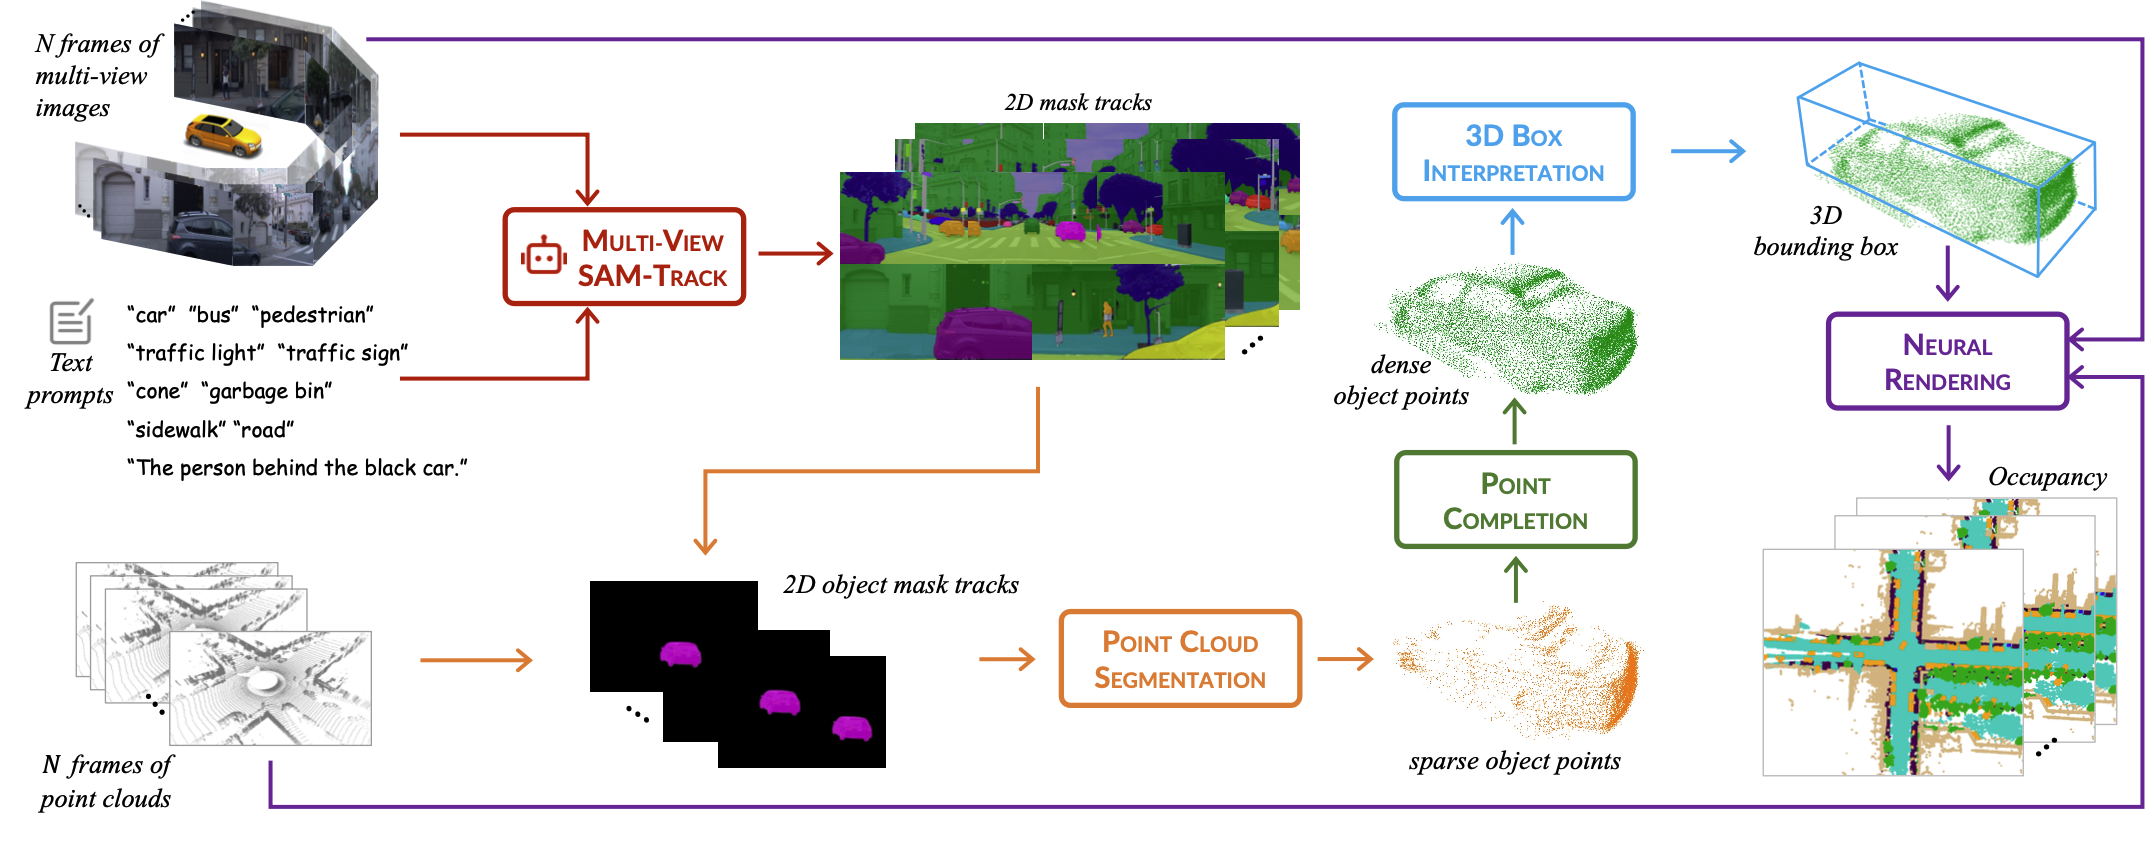 N frames of
multi-view
images
Text
prompts
“car” ”bus” “pedestrian”
“traffic light” “traffic sign”
“cone” “garbage bin”
“sidewalk” “road”
“The person behind the black car.”
N frames of
point clouds
MULTI-VIEW
SAM-TRACK
2D mask tracks
2D object mask tracks
POINT CLOUD
SEGMENTATION
sparse object points
POINT
COMPLETION
dense
object points
3D BOX
INTERPRETATION
3D
bounding box
NEURAL
RENDERING
Occupancy